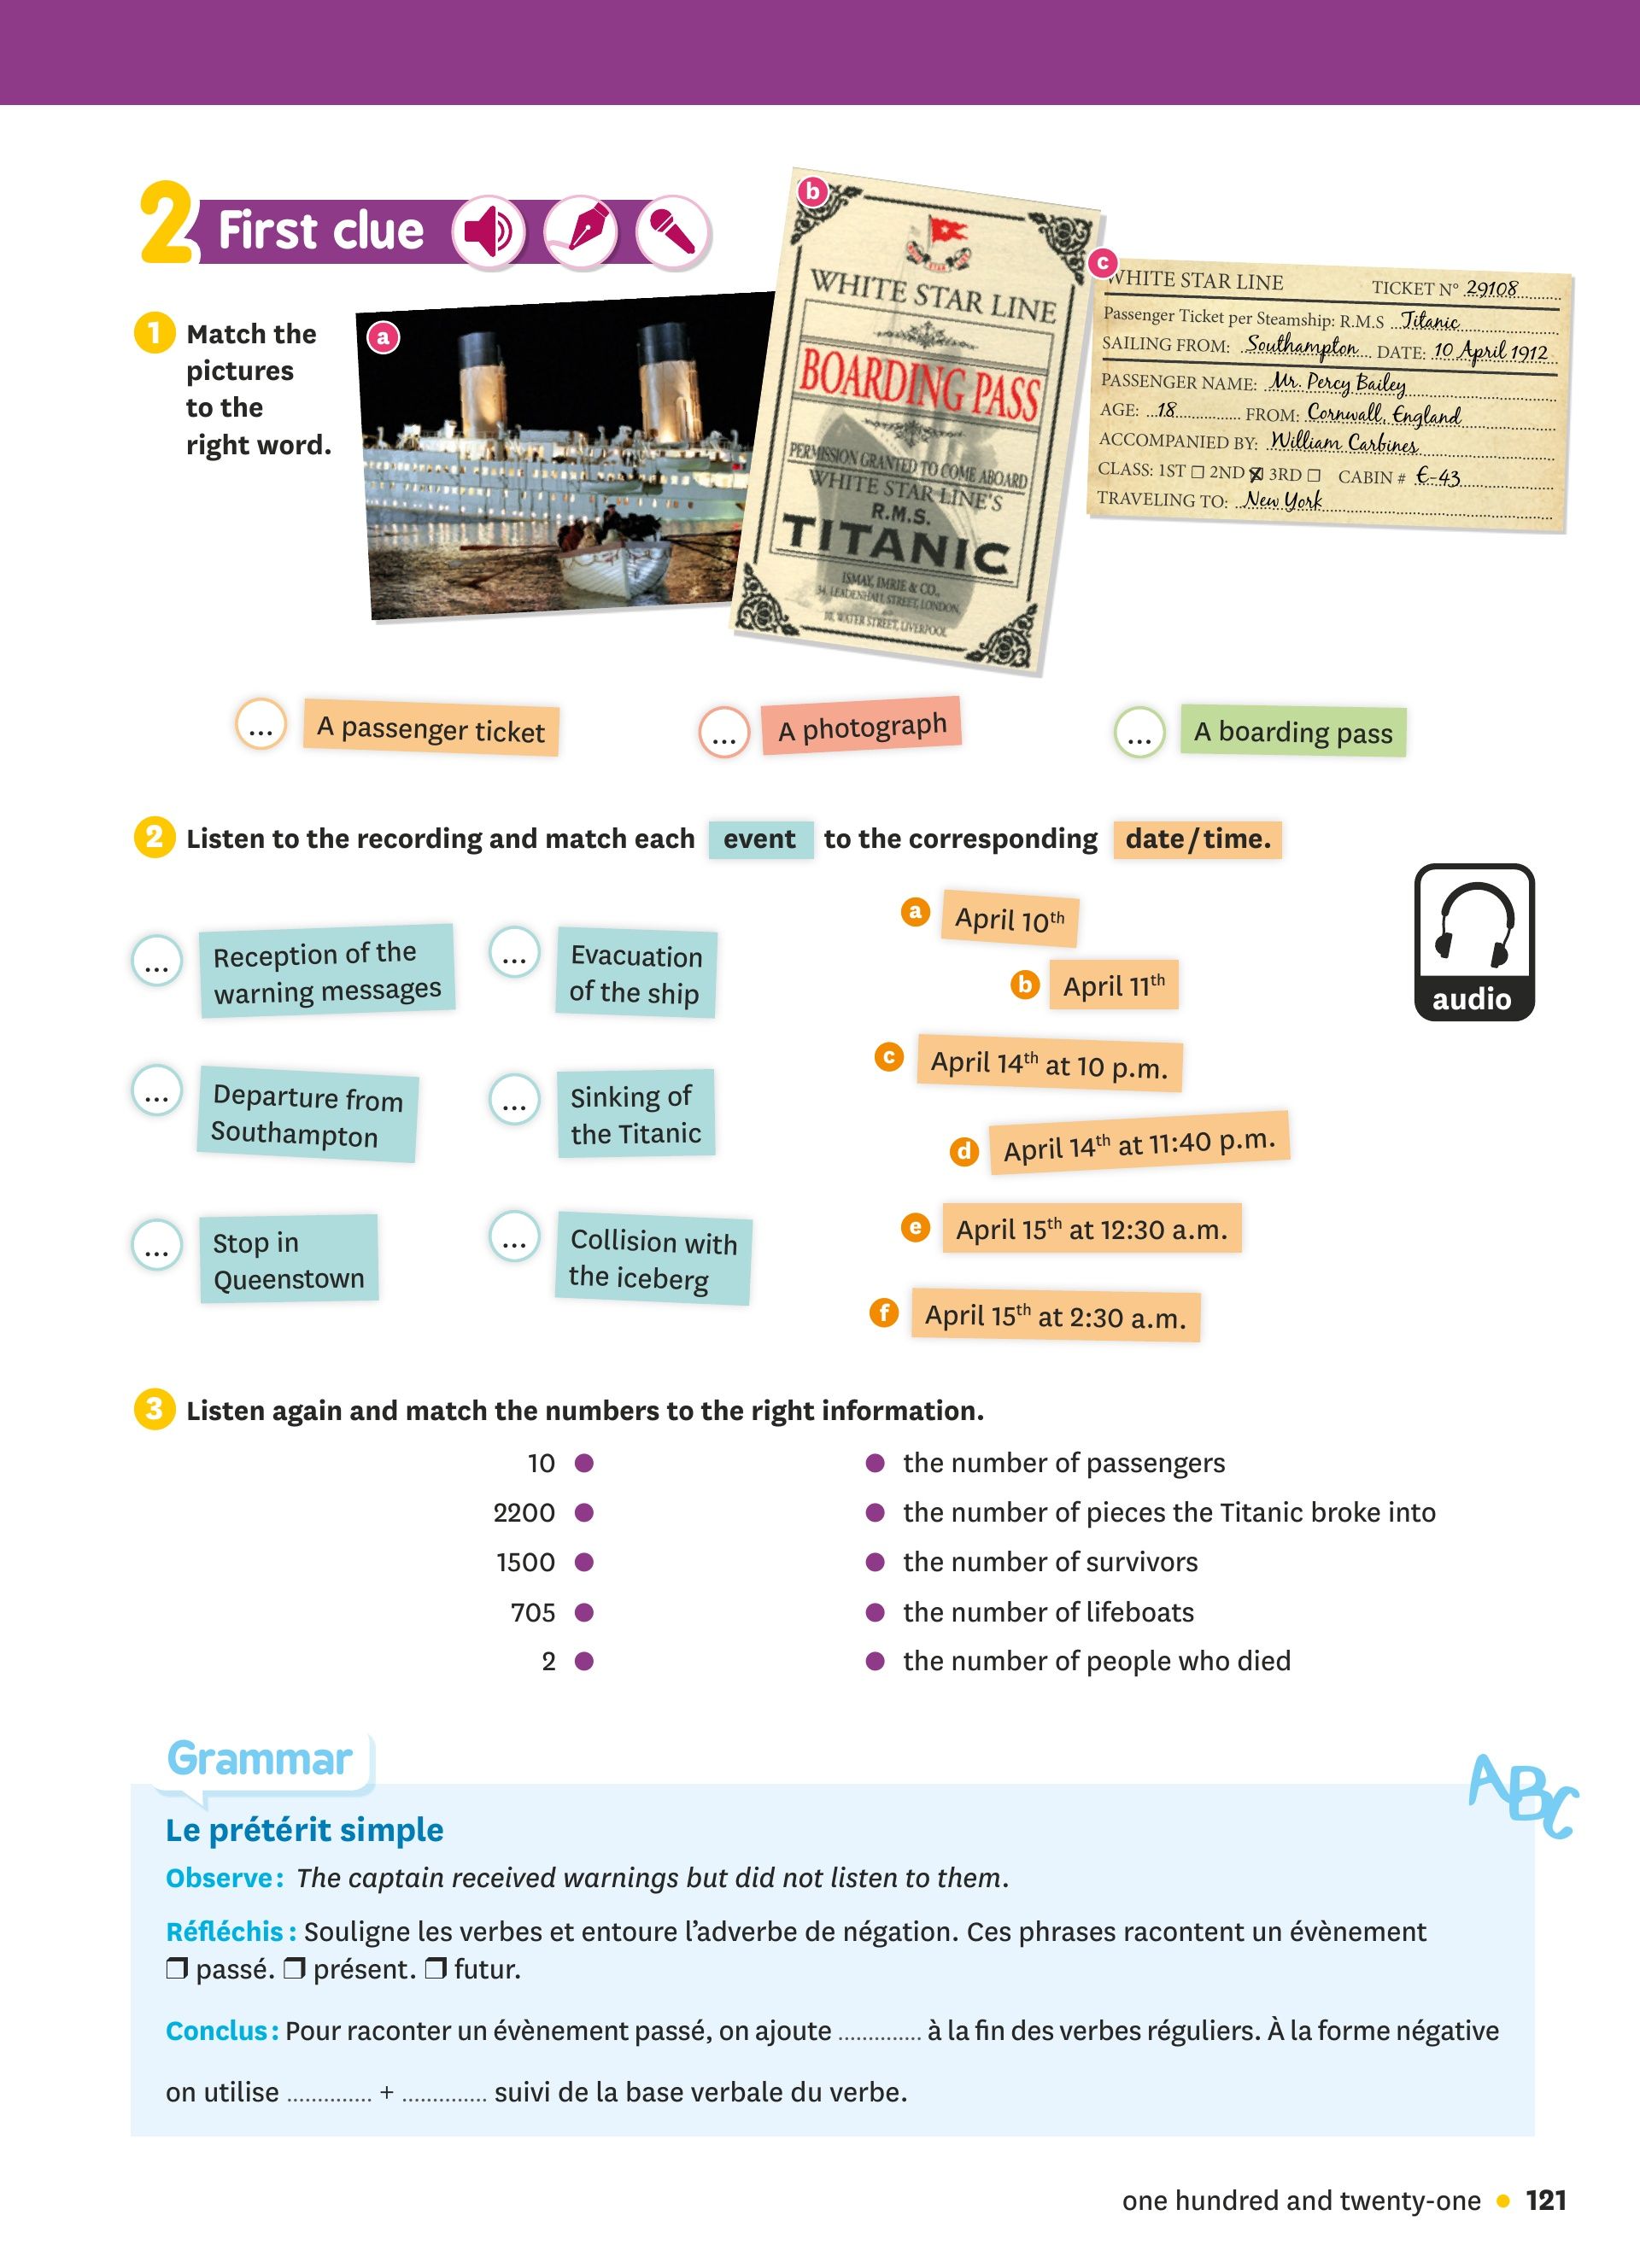 2 First clue
1 Match the
pictures
to the
right word.
a
b
WHITE STAR LINE
BOARDING PASS
PERMISSION GRANTED TO COME ABOARD
WHITE STAR LINE'S
R.M.S.
TITANIC
ISMAY, IMRIE & CO.,
34, LEADENHALL STREET, LONDON,
10, WATER STREET, LIVERPOOL
c
WHITE STAR LINE TICKET N° 29108
Passenger Ticket per Steamship: R.M.S Titanic
SAILING FROM: Southampton DATE: 10 April 1912
PASSENGER NAME: Mr. Percy Bailey
AGE: 18 FROM: Cornwall, England
ACCOMPANIED BY: William Carbines
CLASS: 1ST ☐ 2ND ☒ 3RD ☐ CABIN # E-43
TRAVELING TO: New York
... A passenger ticket
... A photograph
... A boarding pass
2 Listen to the recording and match each event to the corresponding date/time.
... Reception of the
warning messages
... Evacuation
of the ship
... Departure from
Southampton
... Sinking of
the Titanic
... Stop in
Queenstown
... Collision with
the iceberg
a April 10th
b April 11th
c April 14th at 10 p.m.
d April 14th at 11:40 p.m.
e April 15th at 12:30 a.m.
f April 15th at 2:30 a.m.
audio
3 Listen again and match the numbers to the right information.
10 ● ● the number of passengers
2200 ● ● the number of pieces the Titanic broke into
1500 ● ● the number of survivors
705 ● ● the number of lifeboats
2 ● ● the number of people who died
Grammar
ABC
Le prétérit simple
Observe : The captain received warnings but did not listen to them.
Réfléchis : Souligne les verbes et entoure l'adverbe de négation. Ces phrases racontent un évènement
❒ passé. ❒ présent. ❒ futur.
Conclus : Pour raconter un évènement passé, on ajoute .............. à la fin des verbes réguliers. À la forme négative
on utilise .............. + .............. suivi de la base verbale du verbe.
one hundred and twenty-one • 121